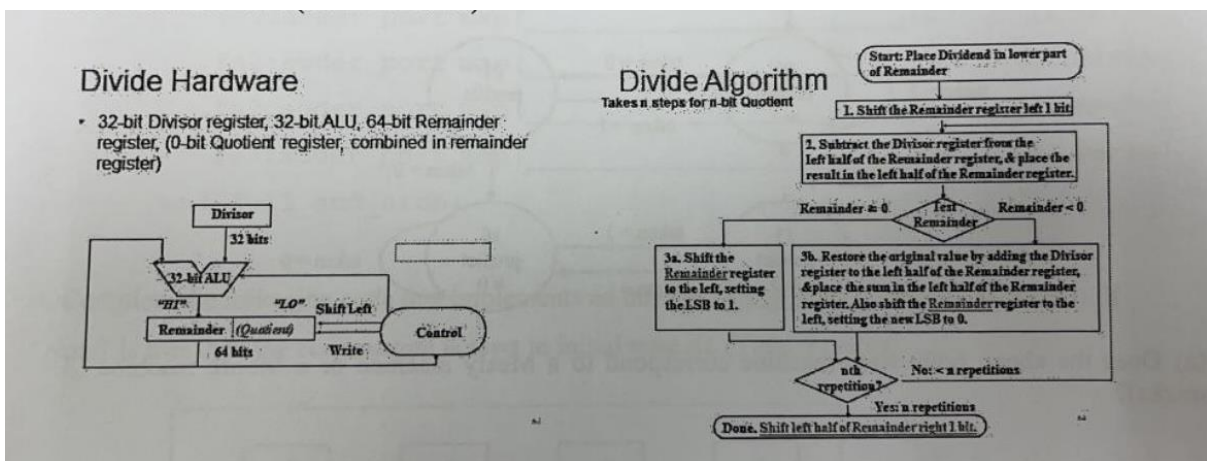 Divide Hardware
• 32-bit Divisor register, 32-bit ALU, 64-bit Remainder
register, (0-bit Quotient register, combined in remainder
register)
Divisor
32 bits
32-bit ALU
"HI"
"LO"
Shift Left
Remainder (Quotient)
Control
64 bits
Write
Divide Algorithm
Takes n steps for n-bit Quotient
Start: Place Dividend in lower part
of Remainder
1. Shift the Remainder register left 1 bit
2. Subtract the Divisor register from the
left half of the Remainder register, & place the
result in the left half of the Remainder register.
Remainder ≥ 0
Test
Remainder
Remainder < 0
3a. Shift the
Remainder register
to the left, setting
the LSB to 1.
3b. Restore the original value by adding the Divisor
register to the left half of the Remainder register,
&place the sum in the left half of the Remainder
register. Also shift the Remainder register to the
left, setting the new LSB to 0.
nth
repetition?
No: < n repetitions
Yes: n repetitions
Done. Shift left half of Remainder right 1 bit.